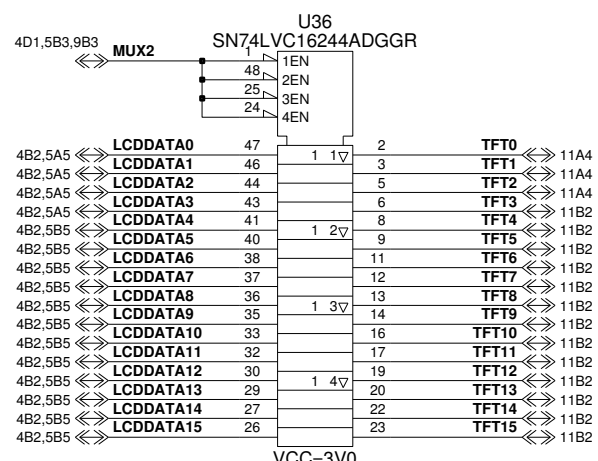 U36
SN74LVC16244ADGGR
4D1,5B3,9B3 MUX2 1 1EN
48 2EN
25 3EN
24 4EN
4B2,5A5 LCDDATA0 47 1 1▽ 2 TFT0 11A4
4B2,5A5 LCDDATA1 46 3 TFT1 11A4
4B2,5A5 LCDDATA2 44 5 TFT2 11A4
4B2,5A5 LCDDATA3 43 6 TFT3 11B2
4B2,5B5 LCDDATA4 41 1 2▽ 8 TFT4 11B2
4B2,5B5 LCDDATA5 40 9 TFT5 11B2
4B2,5B5 LCDDATA6 38 11 TFT6 11B2
4B2,5B5 LCDDATA7 37 12 TFT7 11B2
4B2,5B5 LCDDATA8 36 1 3▽ 13 TFT8 11B2
4B2,5B5 LCDDATA9 35 14 TFT9 11B2
4B2,5B5 LCDDATA10 33 16 TFT10 11B2
4B2,5B5 LCDDATA11 32 17 TFT11 11B2
4B2,5B5 LCDDATA12 30 1 4▽ 19 TFT12 11B2
4B2,5B5 LCDDATA13 29 20 TFT13 11B2
4B2,5B5 LCDDATA14 27 22 TFT14 11B2
4B2,5B5 LCDDATA15 26 23 TFT15 11B2
VCC-3V0